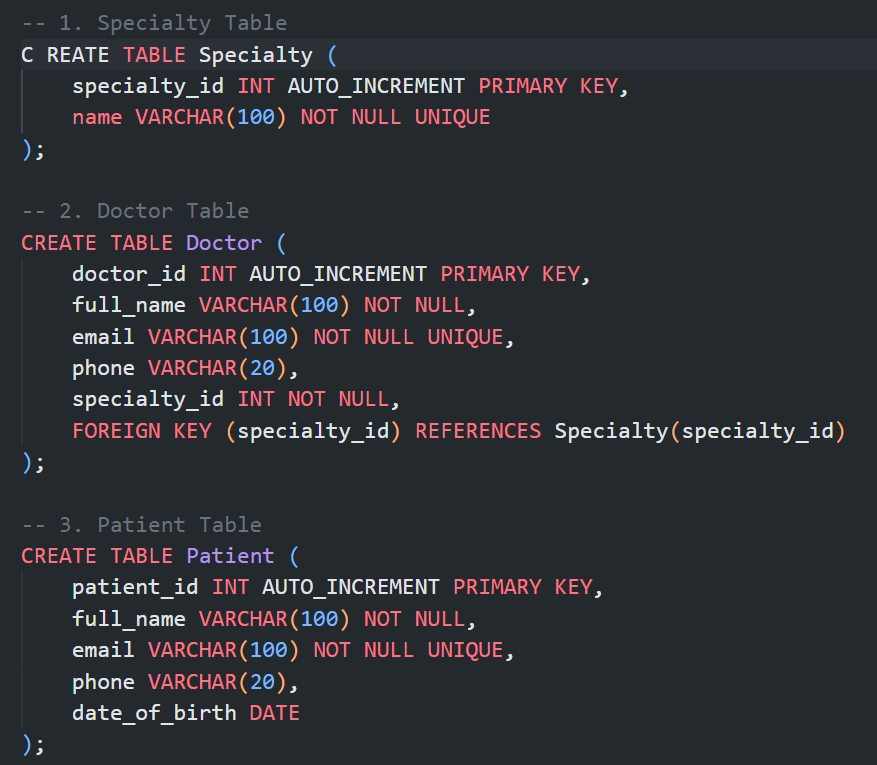 -- 1. Specialty Table
C REATE TABLE Specialty (
    specialty_id INT AUTO_INCREMENT PRIMARY KEY,
    name VARCHAR(100) NOT NULL UNIQUE
);

-- 2. Doctor Table
CREATE TABLE Doctor (
    doctor_id INT AUTO_INCREMENT PRIMARY KEY,
    full_name VARCHAR(100) NOT NULL,
    email VARCHAR(100) NOT NULL UNIQUE,
    phone VARCHAR(20),
    specialty_id INT NOT NULL,
    FOREIGN KEY (specialty_id) REFERENCES Specialty(specialty_id)
);

-- 3. Patient Table
CREATE TABLE Patient (
    patient_id INT AUTO_INCREMENT PRIMARY KEY,
    full_name VARCHAR(100) NOT NULL,
    email VARCHAR(100) NOT NULL UNIQUE,
    phone VARCHAR(20),
    date_of_birth DATE
);